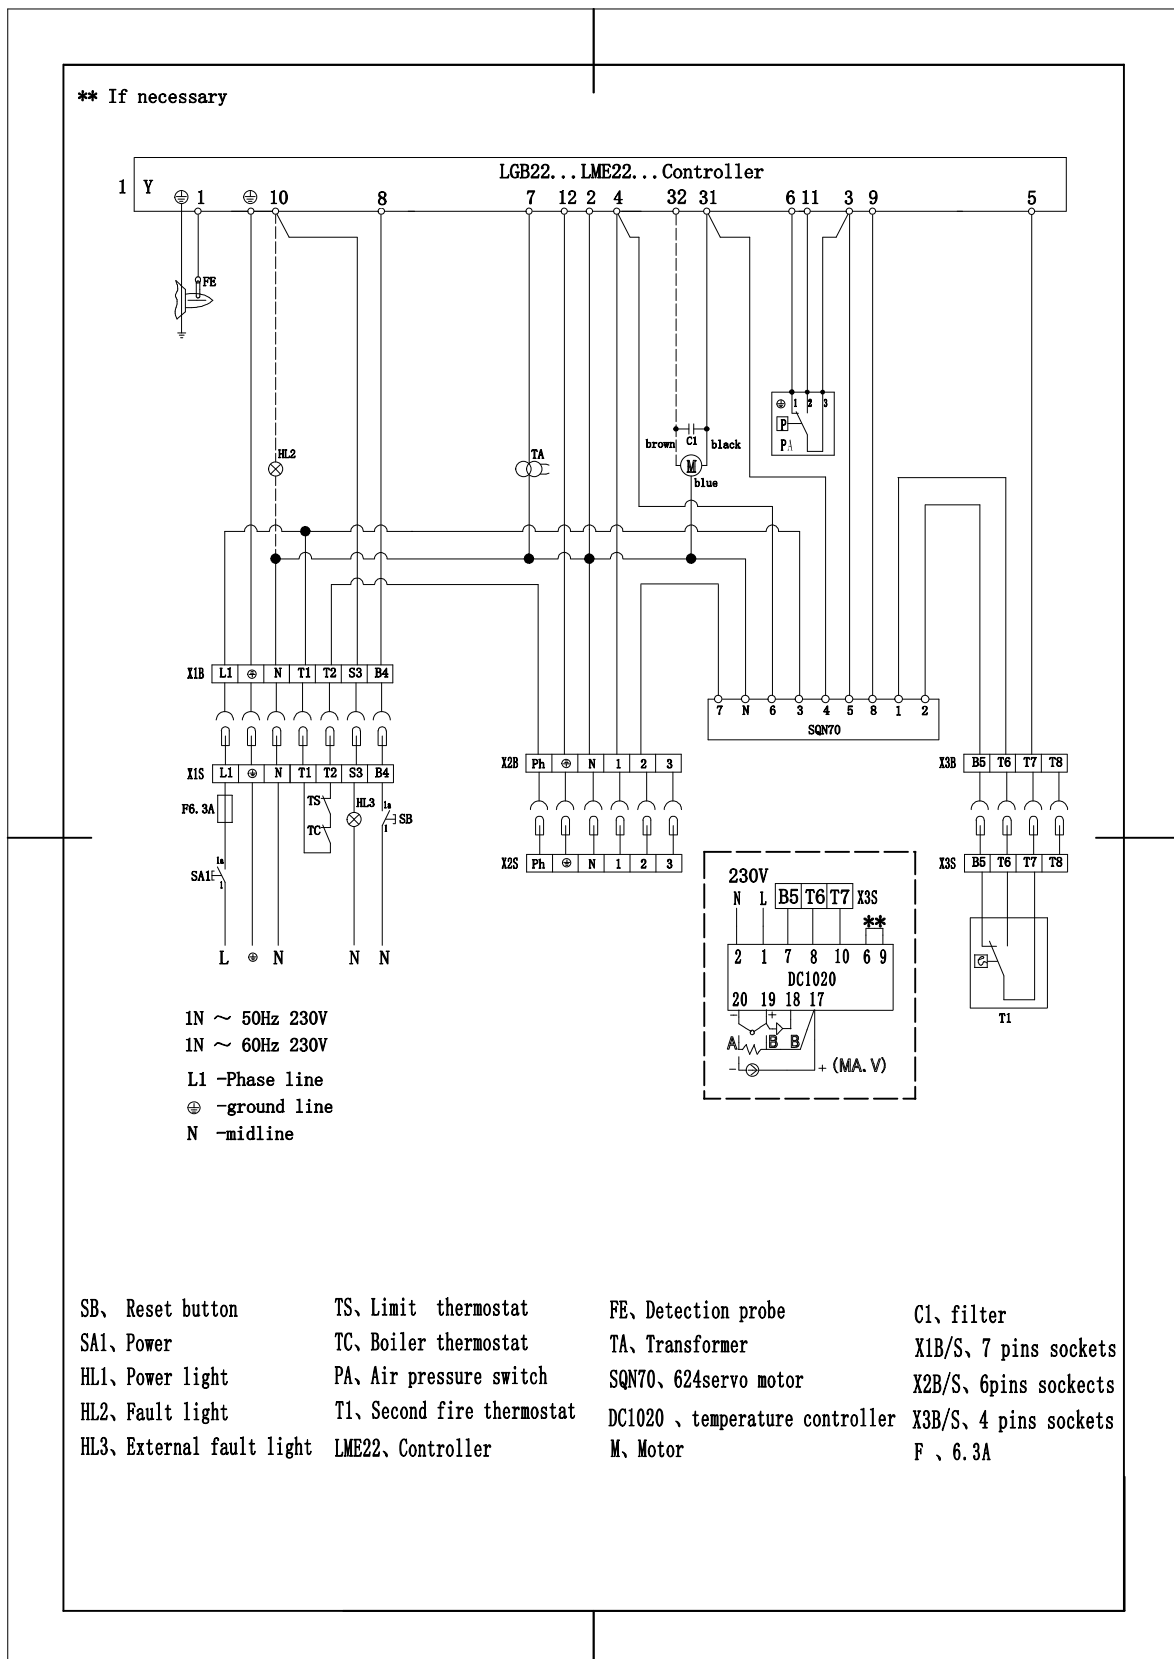 ** If necessary
LGB22...LME22...Controller
1 Y
1 10 8 7 12 2 4 32 31 6 11 3 9 5
FE
1 2 3
P
PA
C1
brown black
M
blue
HL2
TA
X1B L1 N T1 T2 S3 B4
7 N 6 3 4 5 8 1 2
SQN70
X1S L1 N T1 T2 S3 B4
X2B Ph N 1 2 3
X3B B5 T6 T7 T8
F6.3A
TS
TC
HL3
1a
1
SB
X2S Ph N 1 2 3
X3S B5 T6 T7 T8
SA1
1a
1
L N N N
230V
N L B5 T6 T7 X3S
**
2 1 7 8 10 6 9
DC1020
20 19 18 17
- +
A B B
- + (MA.V)
C
T1
1N ～ 50Hz 230V
1N ～ 60Hz 230V
L1 -Phase line
-ground line
N -midline
SB、 Reset button
SA1、Power
HL1、Power light
HL2、Fault light
HL3、External fault light
TS、Limit thermostat
TC、Boiler thermostat
PA、Air pressure switch
T1、Second fire thermostat
LME22、Controller
FE、Detection probe
TA、Transformer
SQN70、624servo motor
DC1020 、temperature controller
M、Motor
C1、filter
X1B/S、7 pins sockets
X2B/S、6pins sockects
X3B/S、4 pins sockets
F 、6.3A